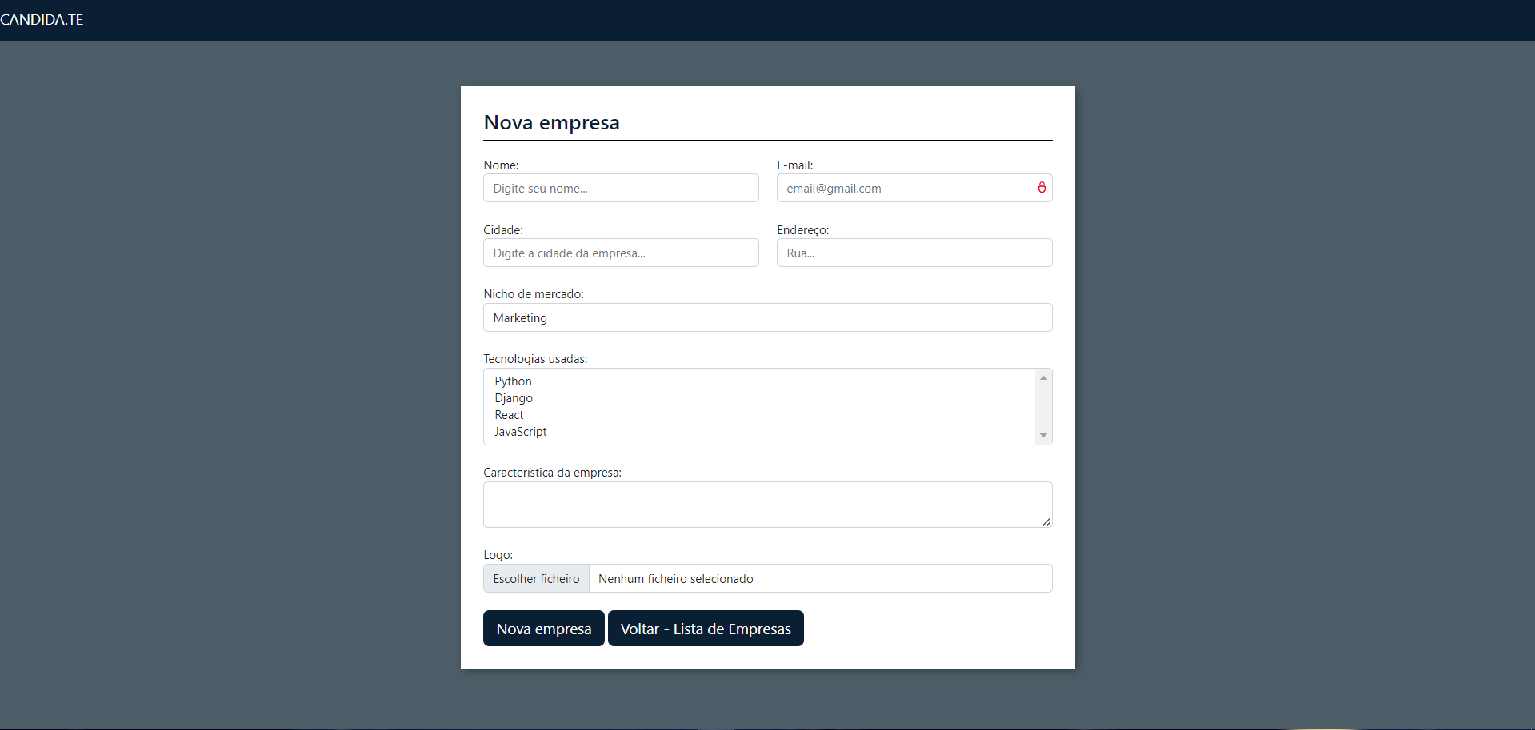 CANDIDA.TE
Nova empresa
Nome: E-mail:
Digite seu nome... email@gmail.com
Cidade: Endereço:
Digite a cidade da empresa... Rua...
Nicho de mercado:
Marketing
Tecnologias usadas:
Python
Django
React
JavaScript
Característica da empresa:
Logo:
Escolher ficheiro Nenhum ficheiro selecionado
Nova empresa Voltar - Lista de Empresas